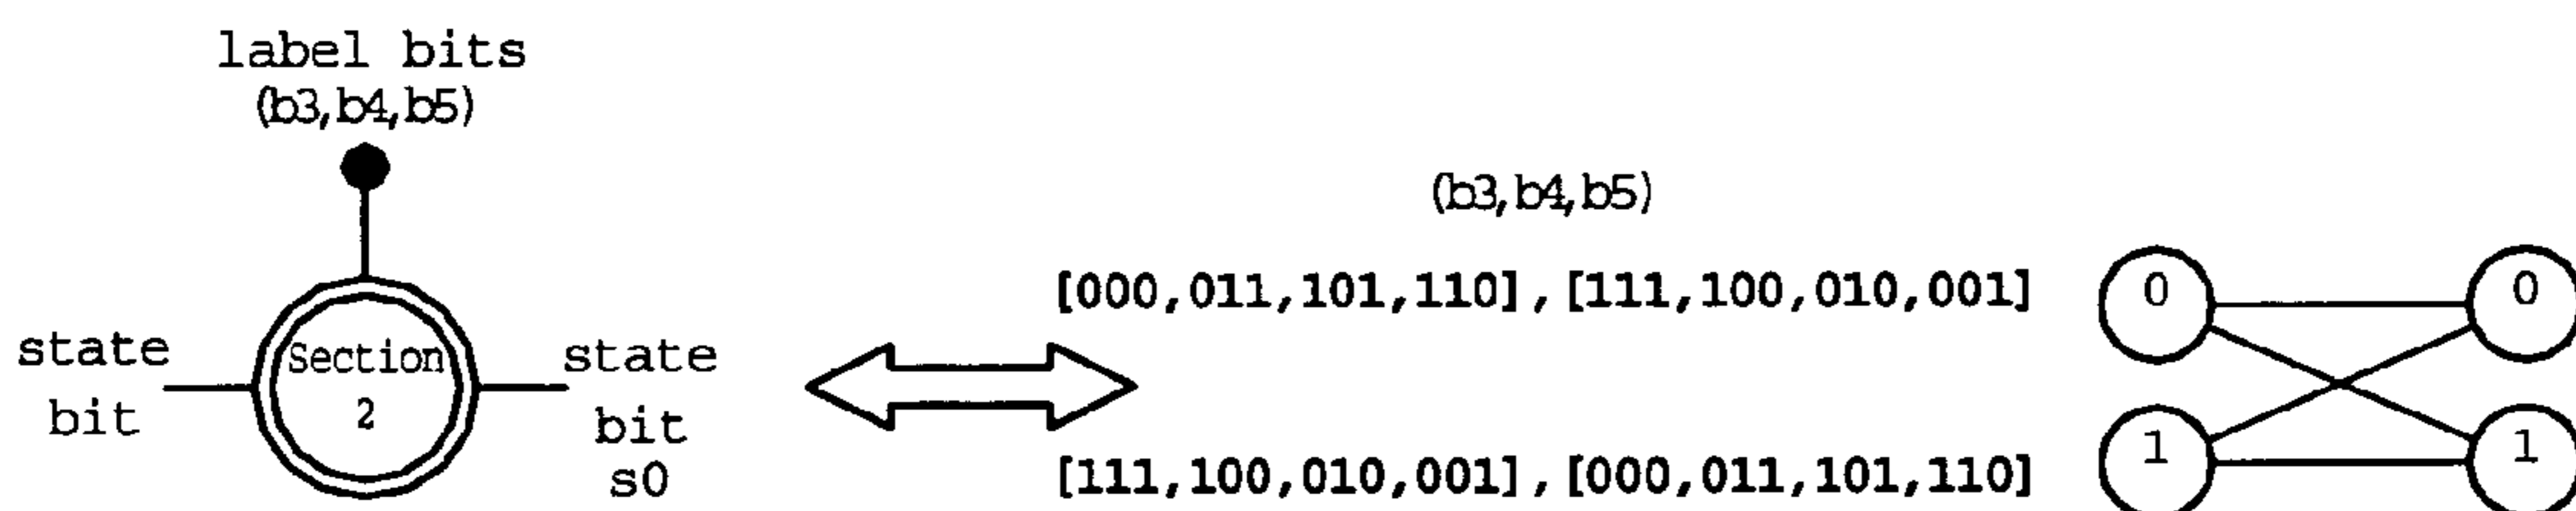 label bits
(b3,b4,b5)
Section
2
state
bit
state
bit
s0
(b3,b4,b5)
[000,011,101,110],[111,100,010,001]
[111,100,010,001],[000,011,101,110]
0
0
1
1